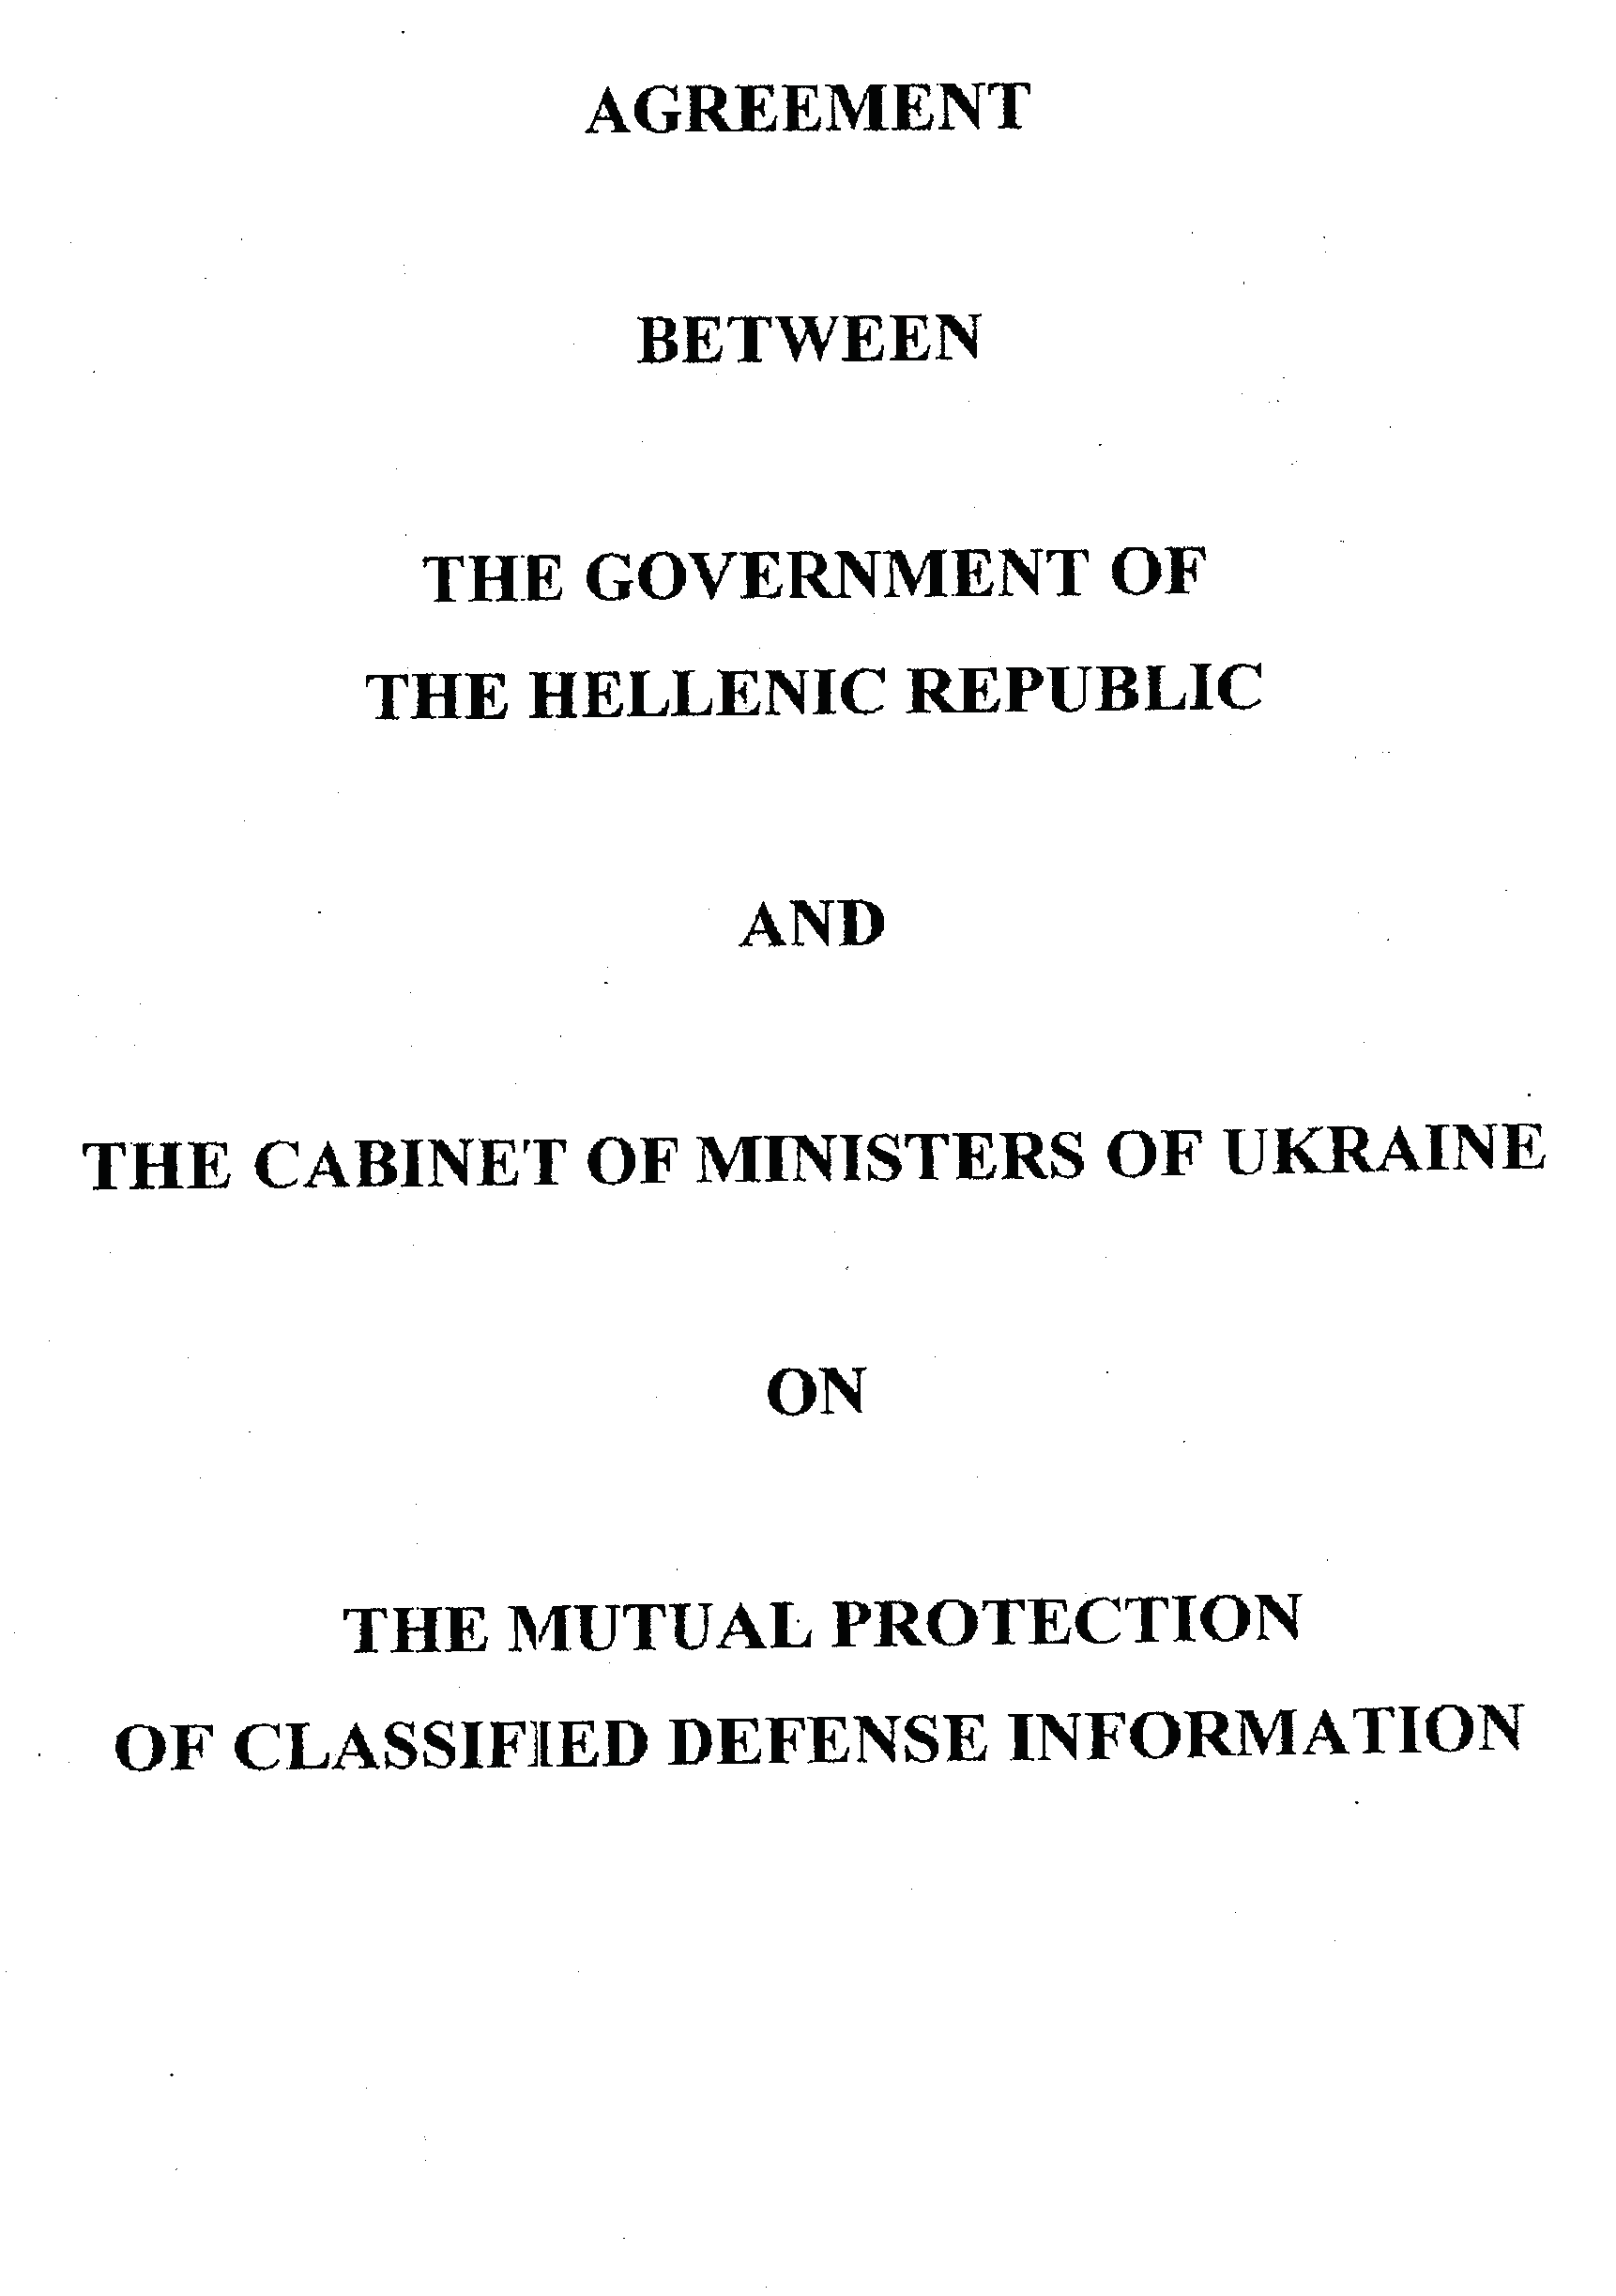 AGREEMENT
BETWEEN
THE GOVERNMENT OF
THE HELLENIC REPUBLIC
AND
THE CABINET OF MINISTERS OF UKRAINE
ON
THE MUTUAL PROTECTION
OF CLASSIFIED DEFENSE INFORMATION